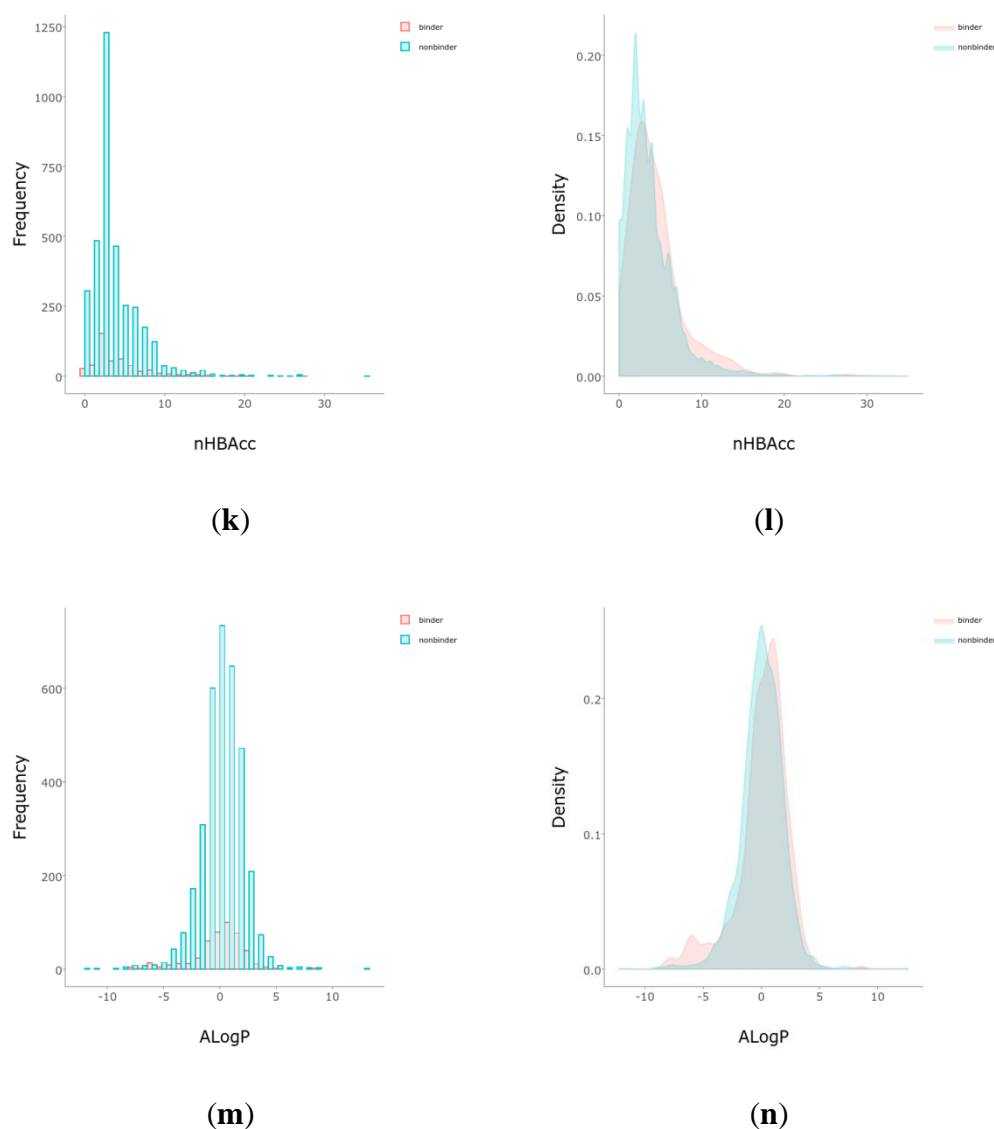 1250
1000
750
500
250
0
Frequency
0
10
20
30
nHBAcc
binder
nonbinder
(k)
0.20
0.15
0.10
0.05
0.00
Density
0
10
20
30
nHBAcc
binder
nonbinder
(l)
600
400
200
0
Frequency
-10
-5
0
5
10
ALogP
binder
nonbinder
(m)
0.2
0.1
0.0
Density
-10
-5
0
5
10
ALogP
binder
nonbinder
(n)